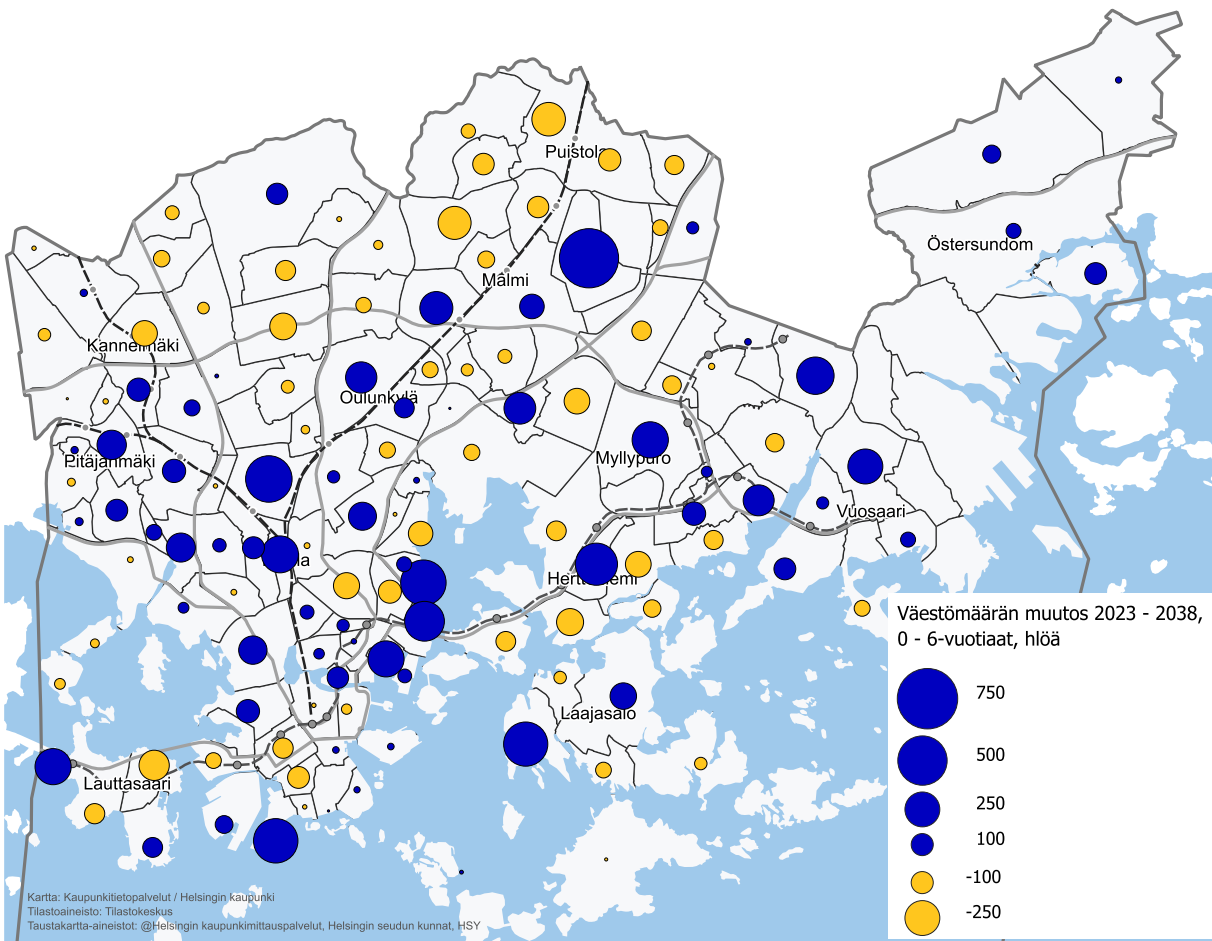 Puistola
Östersundom
Malmi
Kannelmäki
Oulunkylä
Pitäjänmäki
Myllypuro
Vuosaari
Herttoniemi
Laajasalo
Lauttasaari
Väestömäärän muutos 2023 - 2038,
0 - 6-vuotiaat, hlöä
750
500
250
100
-100
-250
Kartta: Kaupunkitietopalvelut / Helsingin kaupunki
Tilastoaineisto: Tilastokeskus
Taustakartta-aineistot: @Helsingin kaupunkimittauspalvelut, Helsingin seudun kunnat, HSY